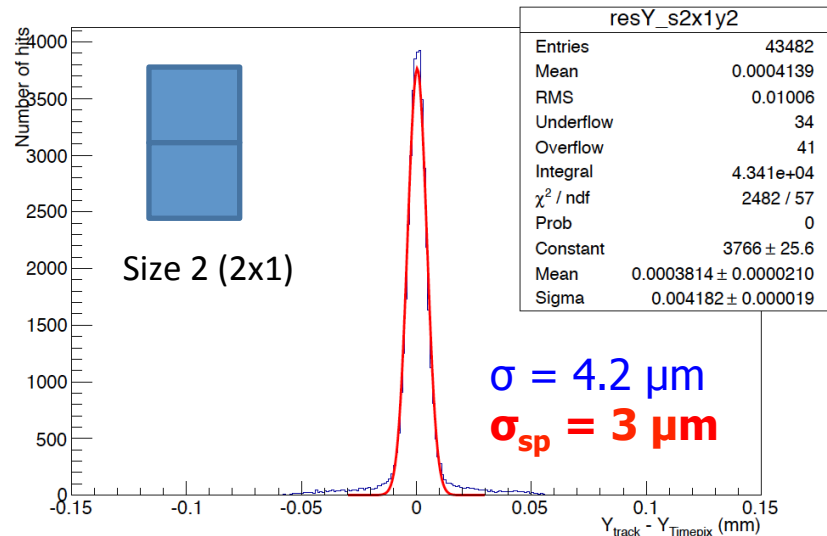 resY_s2x1y2
Entries 43482
Mean 0.0004139
RMS 0.01006
Underflow 34
Overflow 41
Integral 4.341e+04
χ² / ndf 2482 / 57
Prob 0
Constant 3766 ± 25.6
Mean 0.0003814 ± 0.0000210
Sigma 0.004182 ± 0.000019
Number of hits
4000
3500
3000
2500
2000
1500
1000
500
0
Size 2 (2x1)
σ = 4.2 µm
σsp = 3 µm
-0.15 -0.1 -0.05 0 0.05 0.1 0.15
Ytrack - YTimepix (mm)